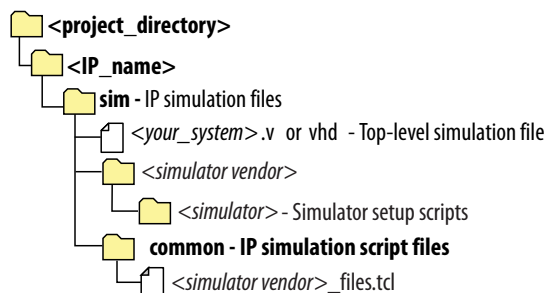 <project_directory>
<IP_name>
sim - IP simulation files
<your_system>.v or vhd - Top-level simulation file
<simulator vendor>
<simulator> - Simulator setup scripts
common - IP simulation script files
<simulator vendor>_files.tcl